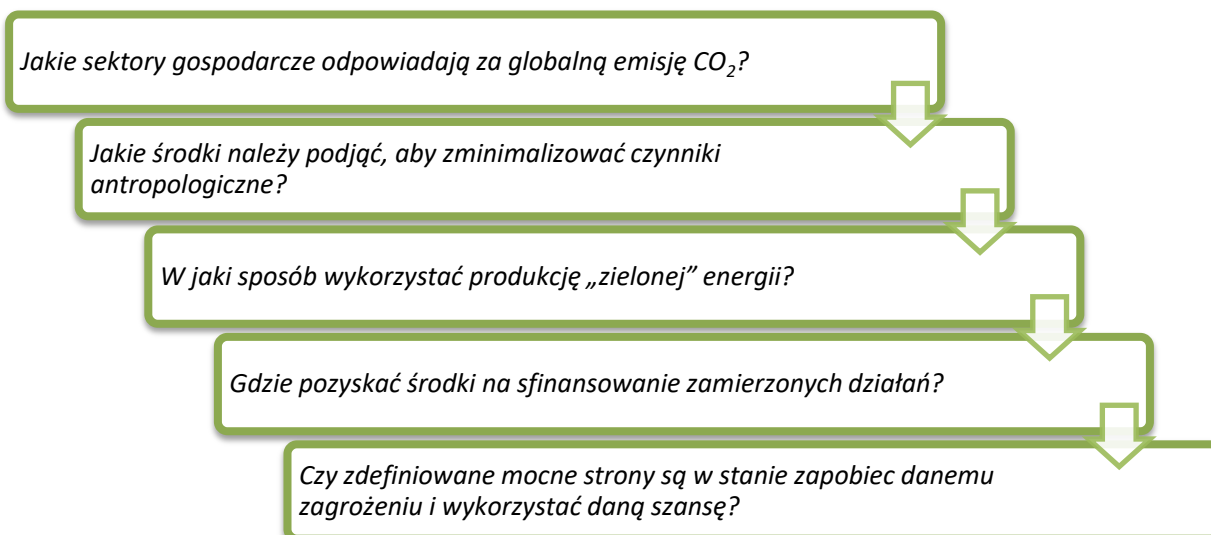 Jakie sektory gospodarcze odpowiadają za globalną emisję CO₂?
Jakie środki należy podjąć, aby zminimalizować czynniki
antropologiczne?
W jaki sposób wykorzystać produkcję „zielonej” energii?
Gdzie pozyskać środki na sfinansowanie zamierzonych działań?
Czy zdefiniowane mocne strony są w stanie zapobiec danemu
zagrożeniu i wykorzystać daną szansę?